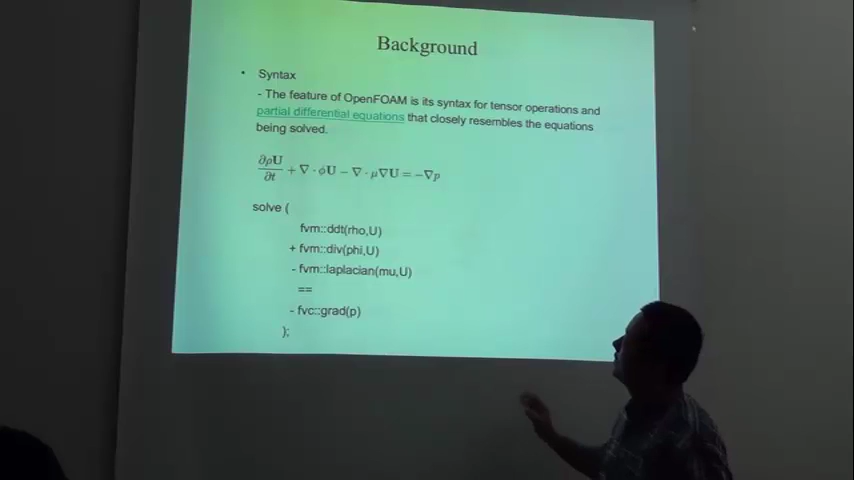 Background
• Syntax
- The feature of OpenFOAM is its syntax for tensor operations and
partial differential equations that closely resembles the equations
being solved.
∂ρU/∂t + ∇ · φU − ∇ · μ∇U = −∇p
solve (
fvm::ddt(rho,U)
+ fvm::div(phi,U)
- fvm::laplacian(mu,U)
==
- fvc::grad(p)
);